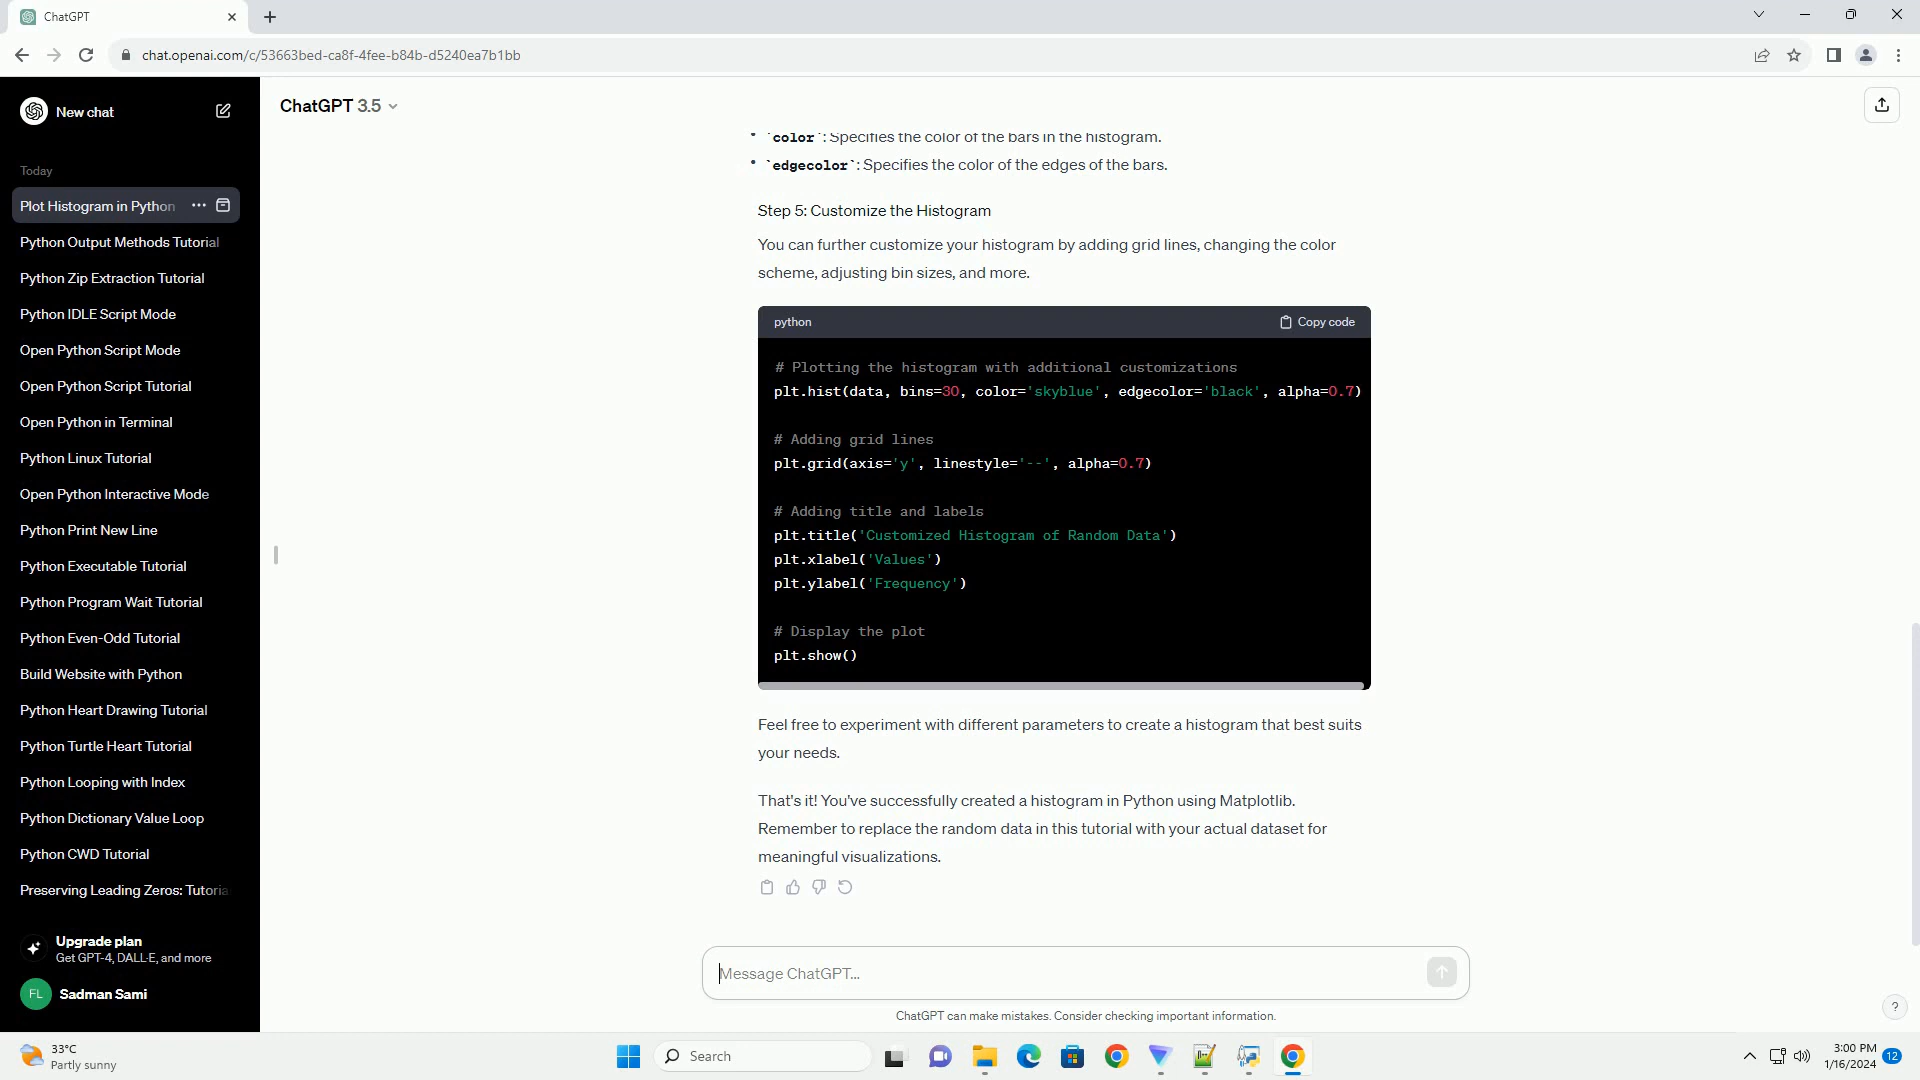 ChatGPT
chat.openai.com/c/53663bed-ca8f-4fee-b84b-d5240ea7b1bb
New chat
Today
Plot Histogram in Python
Python Output Methods Tutorial
Python Zip Extraction Tutorial
Python IDLE Script Mode
Open Python Script Mode
Open Python Script Tutorial
Open Python in Terminal
Python Linux Tutorial
Open Python Interactive Mode
Python Print New Line
Python Executable Tutorial
Python Program Wait Tutorial
Python Even-Odd Tutorial
Build Website with Python
Python Heart Drawing Tutorial
Python Turtle Heart Tutorial
Python Looping with Index
Python Dictionary Value Loop
Python CWD Tutorial
Preserving Leading Zeros: Tutoria
Upgrade plan
Get GPT-4, DALL·E, and more
FL
Sadman Sami
ChatGPT 3.5
• `color`: Specifies the color of the bars in the histogram.
• `edgecolor`: Specifies the color of the edges of the bars.
Step 5: Customize the Histogram
You can further customize your histogram by adding grid lines, changing the color
scheme, adjusting bin sizes, and more.
python
Copy code
# Plotting the histogram with additional customizations
plt.hist(data, bins=30, color='skyblue', edgecolor='black', alpha=0.7)
# Adding grid lines
plt.grid(axis='y', linestyle='--', alpha=0.7)
# Adding title and labels
plt.title('Customized Histogram of Random Data')
plt.xlabel('Values')
plt.ylabel('Frequency')
# Display the plot
plt.show()
Feel free to experiment with different parameters to create a histogram that best suits
your needs.
That's it! You've successfully created a histogram in Python using Matplotlib.
Remember to replace the random data in this tutorial with your actual dataset for
meaningful visualizations.
Message ChatGPT...
ChatGPT can make mistakes. Consider checking important information.
?
33°C
Partly sunny
Search
3:00 PM
1/16/2024
12